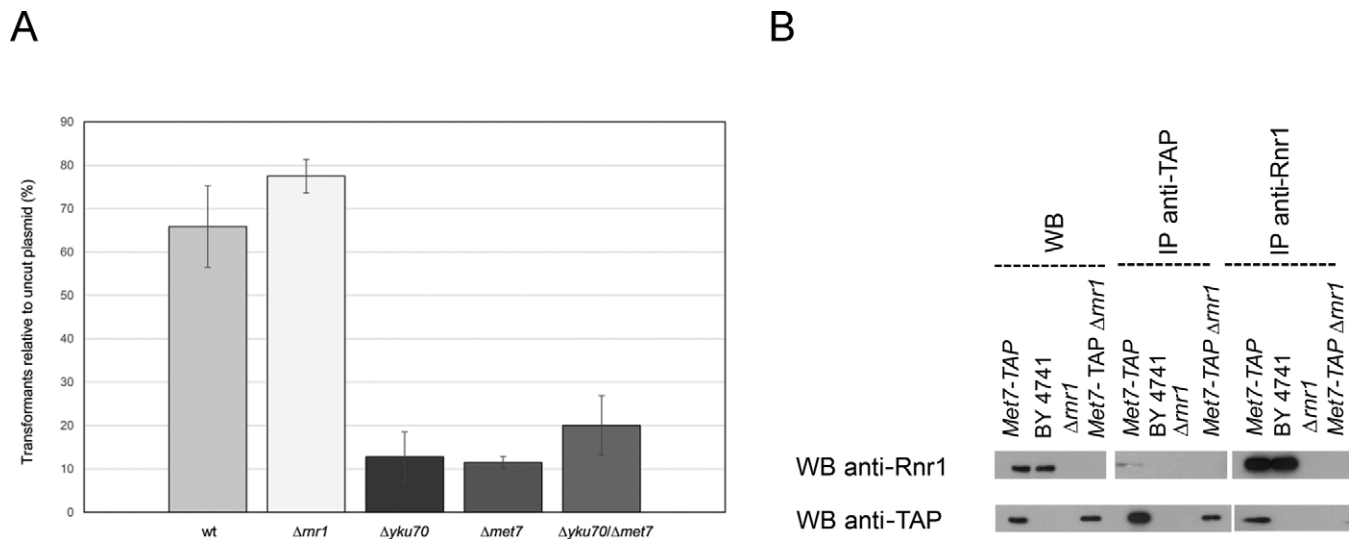 A
B
Transformants relative to uncut plasmid (%)
90
80
70
60
50
40
30
20
10
0
wt
Δrnr1
Δyku70
Δmet7
Δyku70/Δmet7
WB
IP anti-TAP
IP anti-Rnr1
Met7-TAP
BY 4741
Δrnr1
Met7- TAP Δrnr1
Met7-TAP
BY 4741
Δrnr1
Met7-TAP Δrnr1
Met7-TAP
BY 4741
Δrnr1
Met7-TAP Δrnr1
WB anti-Rnr1
WB anti-TAP